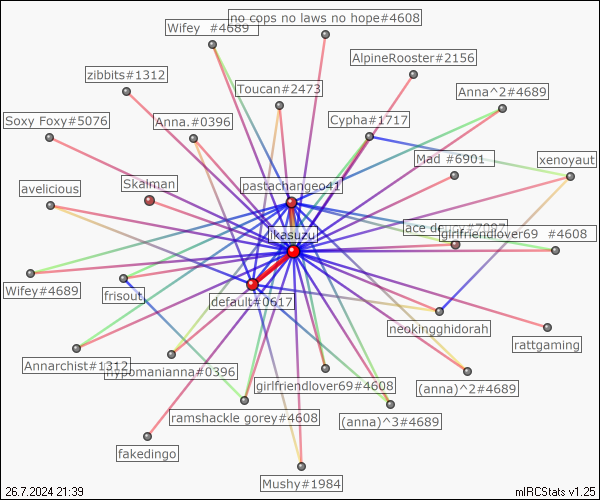 no cops no laws no hope#4608
Wifey #4689
AlpineRooster#2156
zibbits#1312
Toucan#2473
Anna^2#4689
Soxy Foxy#5076
Anna.#0396
Cypha#1717
Mad #6901
xenoyaut
avelicious
Skalman
pastachangeo41
girlfriendlover69 #4608
jkasuzu
Wifey#4689
frisout
default#0617
neokingghidorah
rattgaming
Annarchist#1312
hypomanianna#0396
girlfriendlover69#4608
(anna)^2#4689
ramshackle gorey#4608
(anna)^3#4689
fakedingo
Mushy#1984
26.7.2024 21:39
mIRCStats v1.25